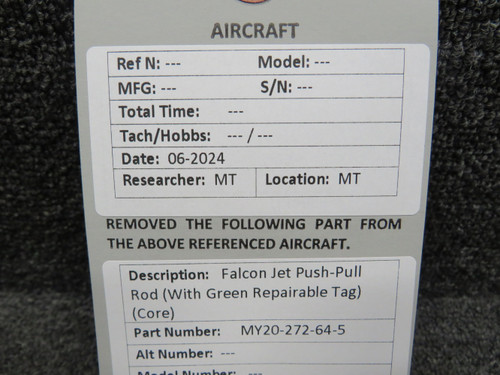 AIRCRAFT
Ref N: --- Model: ---
MFG: --- S/N: ---
Total Time: ---
Tach/Hobbs: --- / ---
Date: 06-2024
Researcher: MT Location: MT
REMOVED THE FOLLOWING PART FROM
THE ABOVE REFERENCED AIRCRAFT.
Description: Falcon Jet Push-Pull
Rod (With Green Repairable Tag)
(Core)
Part Number: MY20-272-64-5
Alt Number: ---
Model Number: ---